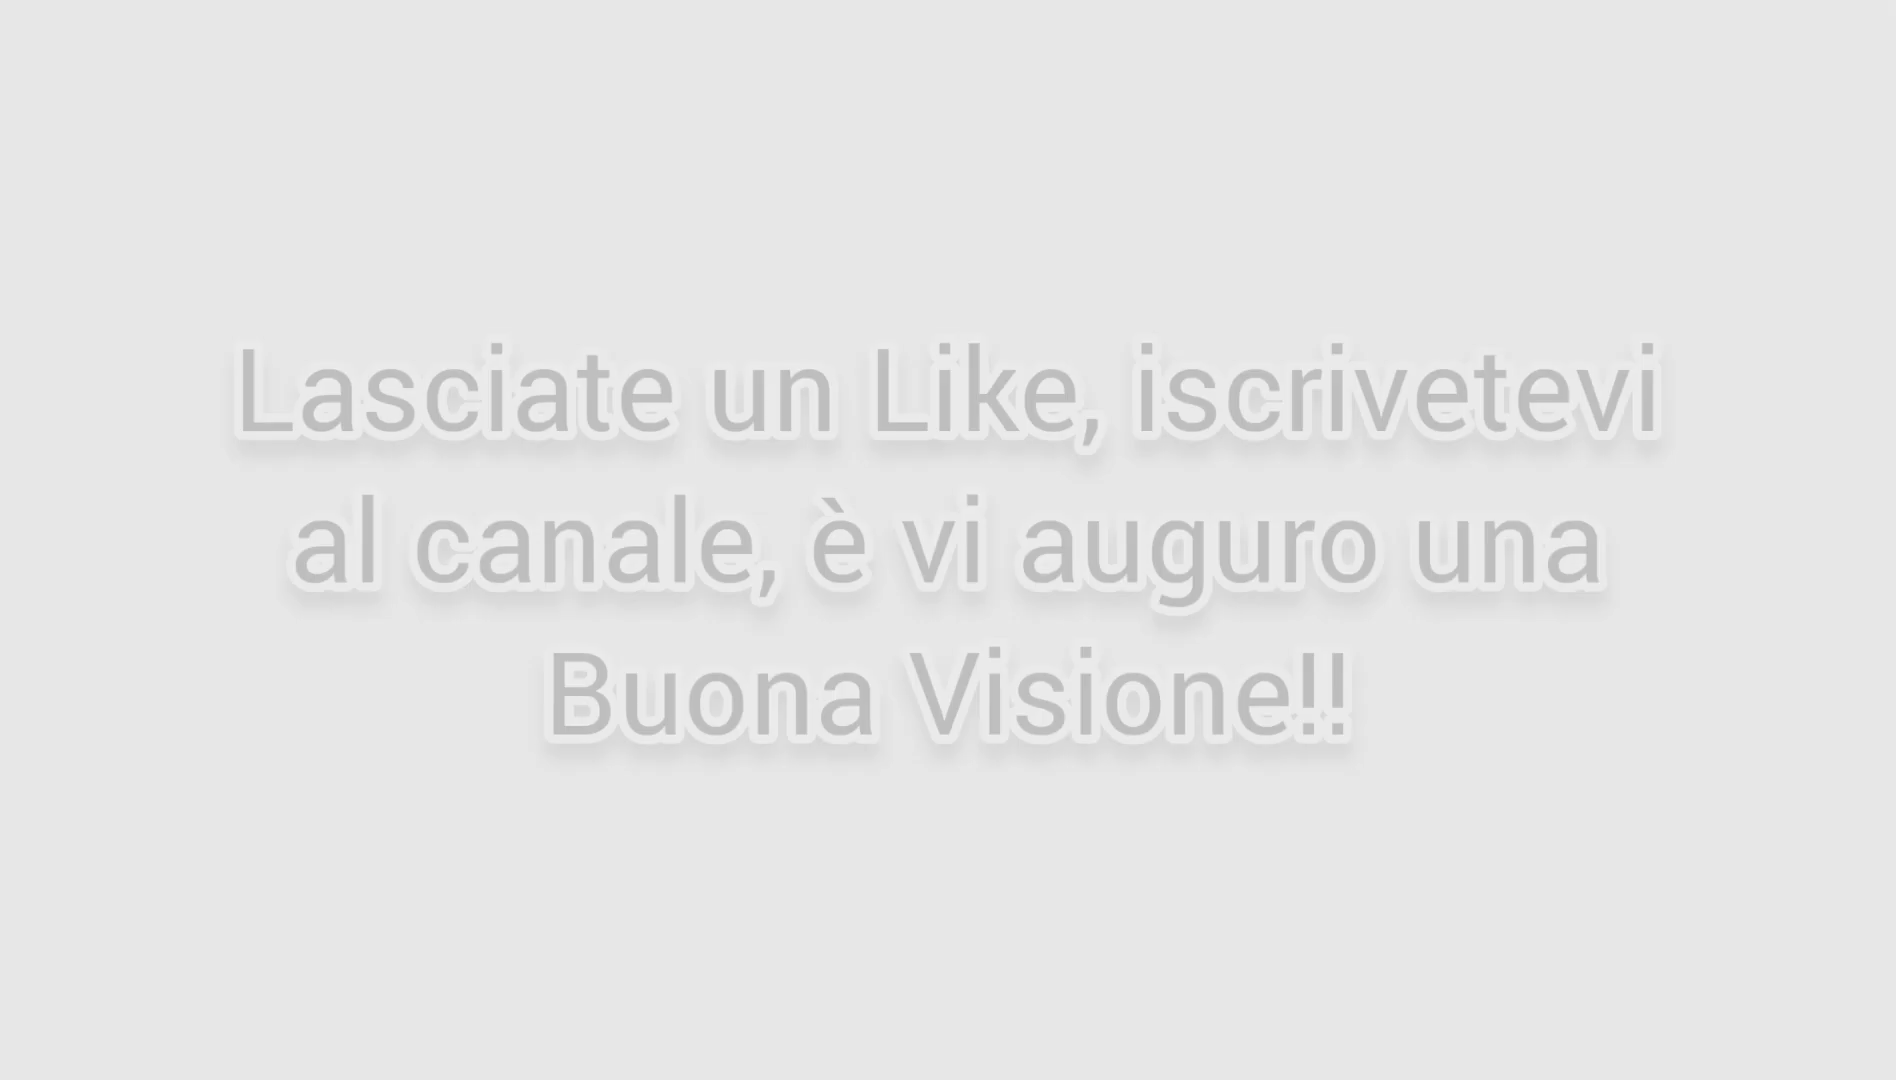 Lasciate un Like, iscrivetevi
al canale, è vi auguro una
Buona Visione!!